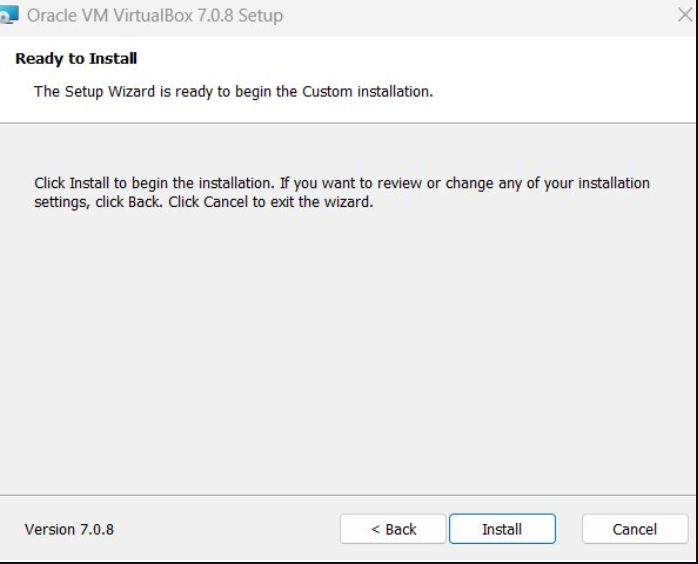 Oracle VM VirtualBox 7.0.8 Setup
Ready to Install
The Setup Wizard is ready to begin the Custom installation.
Click Install to begin the installation. If you want to review or change any of your installation
settings, click Back. Click Cancel to exit the wizard.
Version 7.0.8
< Back
Install
Cancel